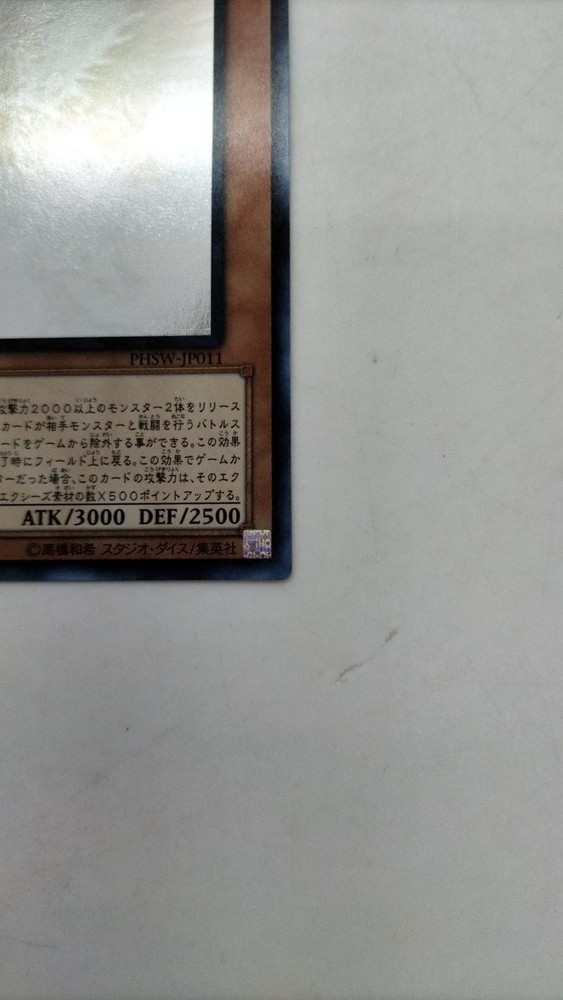 PHSW-JP011
攻撃力2000以上のモンスター2体をリリース
カードが相手モンスターと戦闘を行うバトルス
ードをゲームから除外する事ができる。この効果
了時にフィールド上に戻る。この効果でゲームか
ターだった場合、このカードの攻撃力は、そのエク
エクシーズ素材の数×500ポイントアップする。
ATK/3000 DEF/2500
©高橋和希 スタジオ・ダイス/集英社